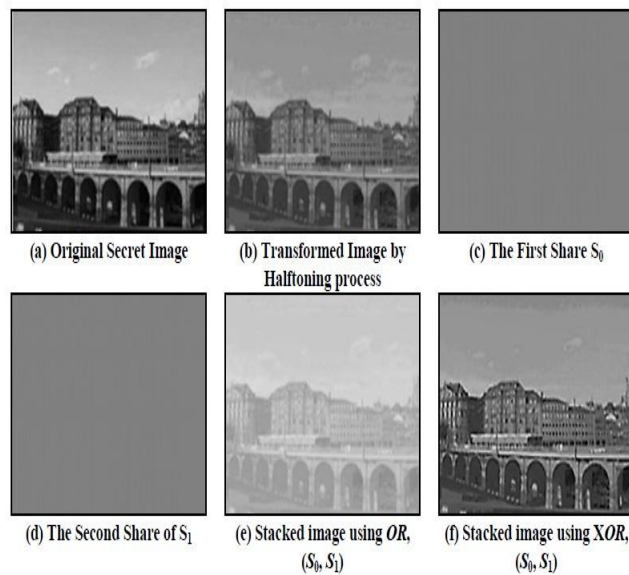 (a) Original Secret Image
(b) Transformed Image by
Halftoning process
(c) The First Share S₀
(d) The Second Share of S₁
(e) Stacked image using OR,
(S₀, S₁)
(f) Stacked image using XOR,
(S₀, S₁)